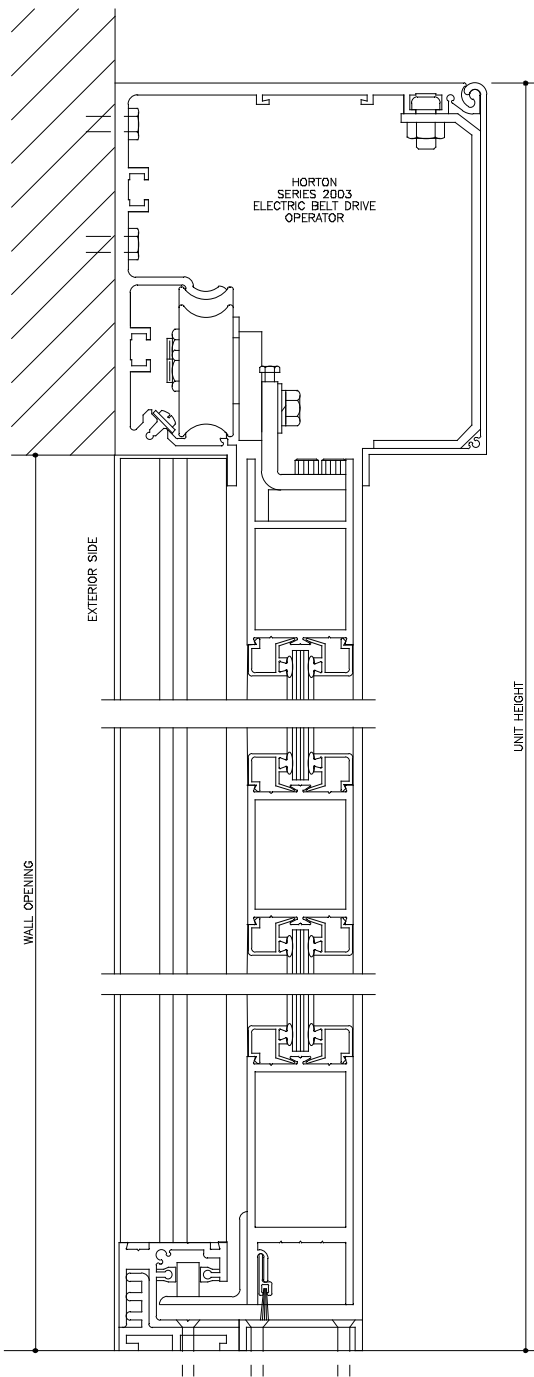 HORTON
SERIES 2003
ELECTRIC BELT DRIVE
OPERATOR
EXTERIOR SIDE
UNIT HEIGHT
WALL OPENING